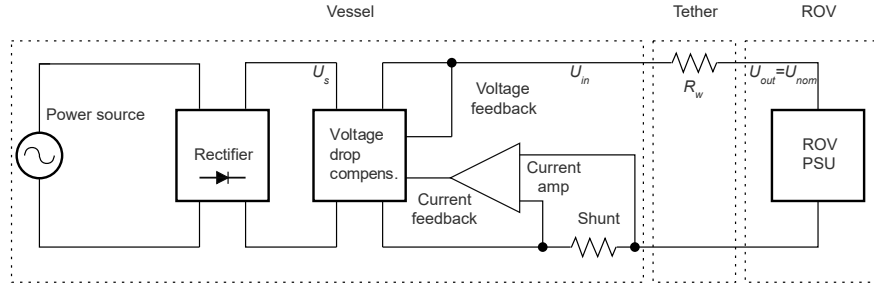 Vessel
Tether
ROV
Power source
Rectifier
U_s
Voltage
drop
compens.
Voltage
feedback
U_in
Current
amp
Current
feedback
Shunt
R_w
U_out=U_nom
ROV
PSU